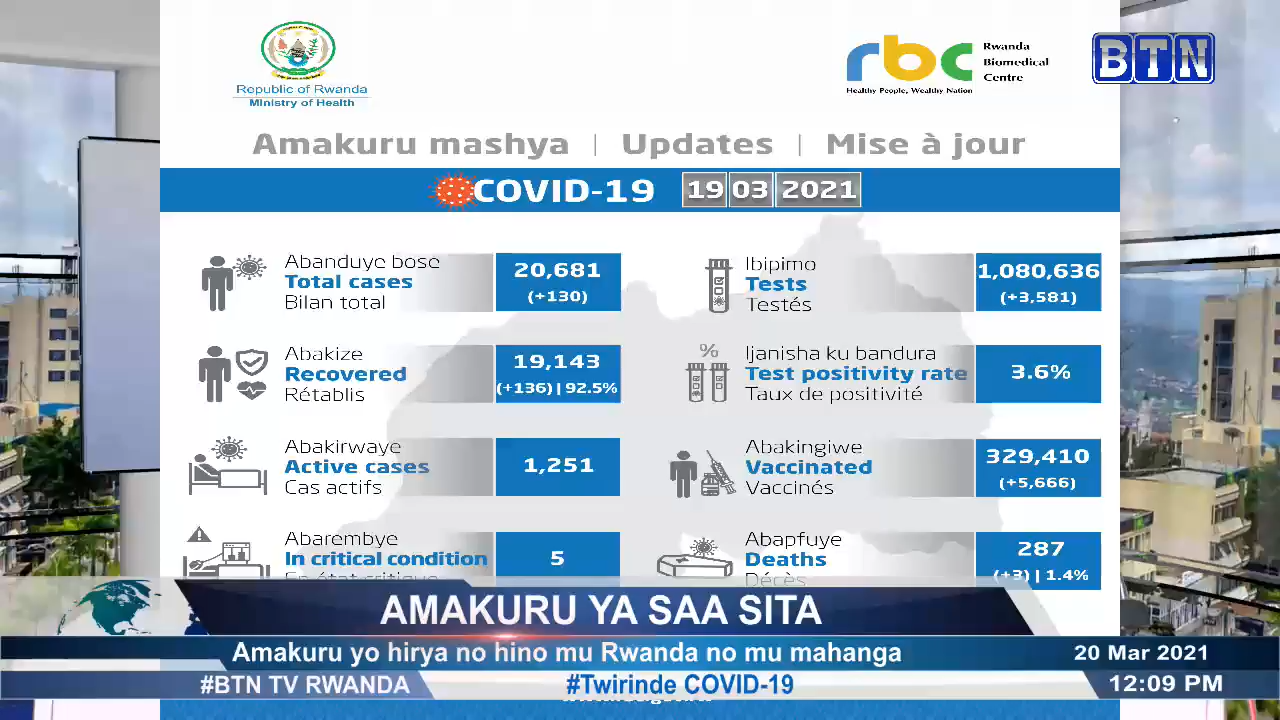 Republic of Rwanda
Ministry of Health
rbc
Rwanda
Biomedical
Centre
Healthy People, Wealthy Nation
BTN
Amakuru mashya | Updates | Mise à jour
COVID-19 19 03 2021
Abanduye bose
Total cases
Bilan total
20,681
(+130)
Ibipimo
Tests
Testés
1,080,636
(+3,581)
Abakize
Recovered
Rétablis
19,143
(+136) | 92.5%
%
Ijanisha ku bandura
Test positivity rate
Taux de positivité
3.6%
Abakirwaye
Active cases
Cas actifs
1,251
Abakingiwe
Vaccinated
Vaccinés
329,410
(+5,666)
Abarembye
In critical condition
En état critique
5
Abapfuye
Deaths
Décès
287
(+3) | 1.4%
AMAKURU YA SAA SITA
Amakuru yo hirya no hino mu Rwanda no mu mahanga
20 Mar 2021
#BTN TV RWANDA
#Twirinde COVID-19
12:09 PM